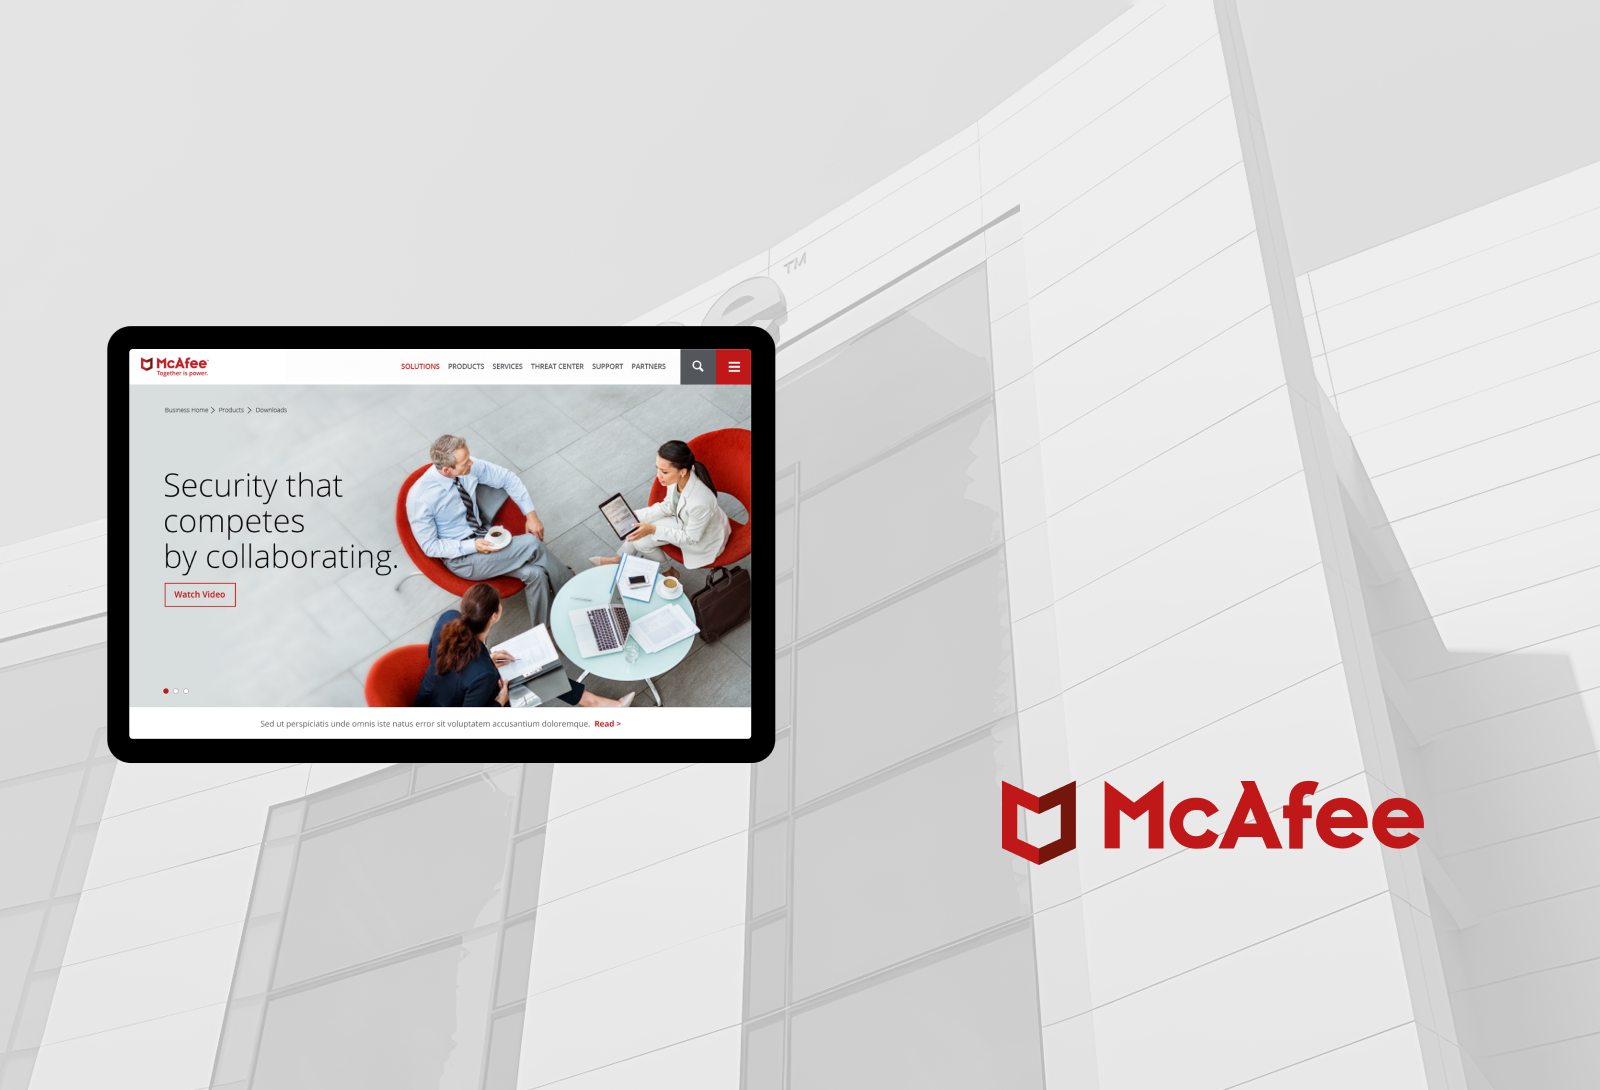 TM
McAfee™
Together is power.
SOLUTIONS PRODUCTS SERVICES THREAT CENTER SUPPORT PARTNERS
Business Home > Products > Downloads
Security that
competes
by collaborating.
Watch Video
Sed ut perspiciatis unde omnis iste natus error sit voluptatem accusantium doloremque. Read >
McAfee